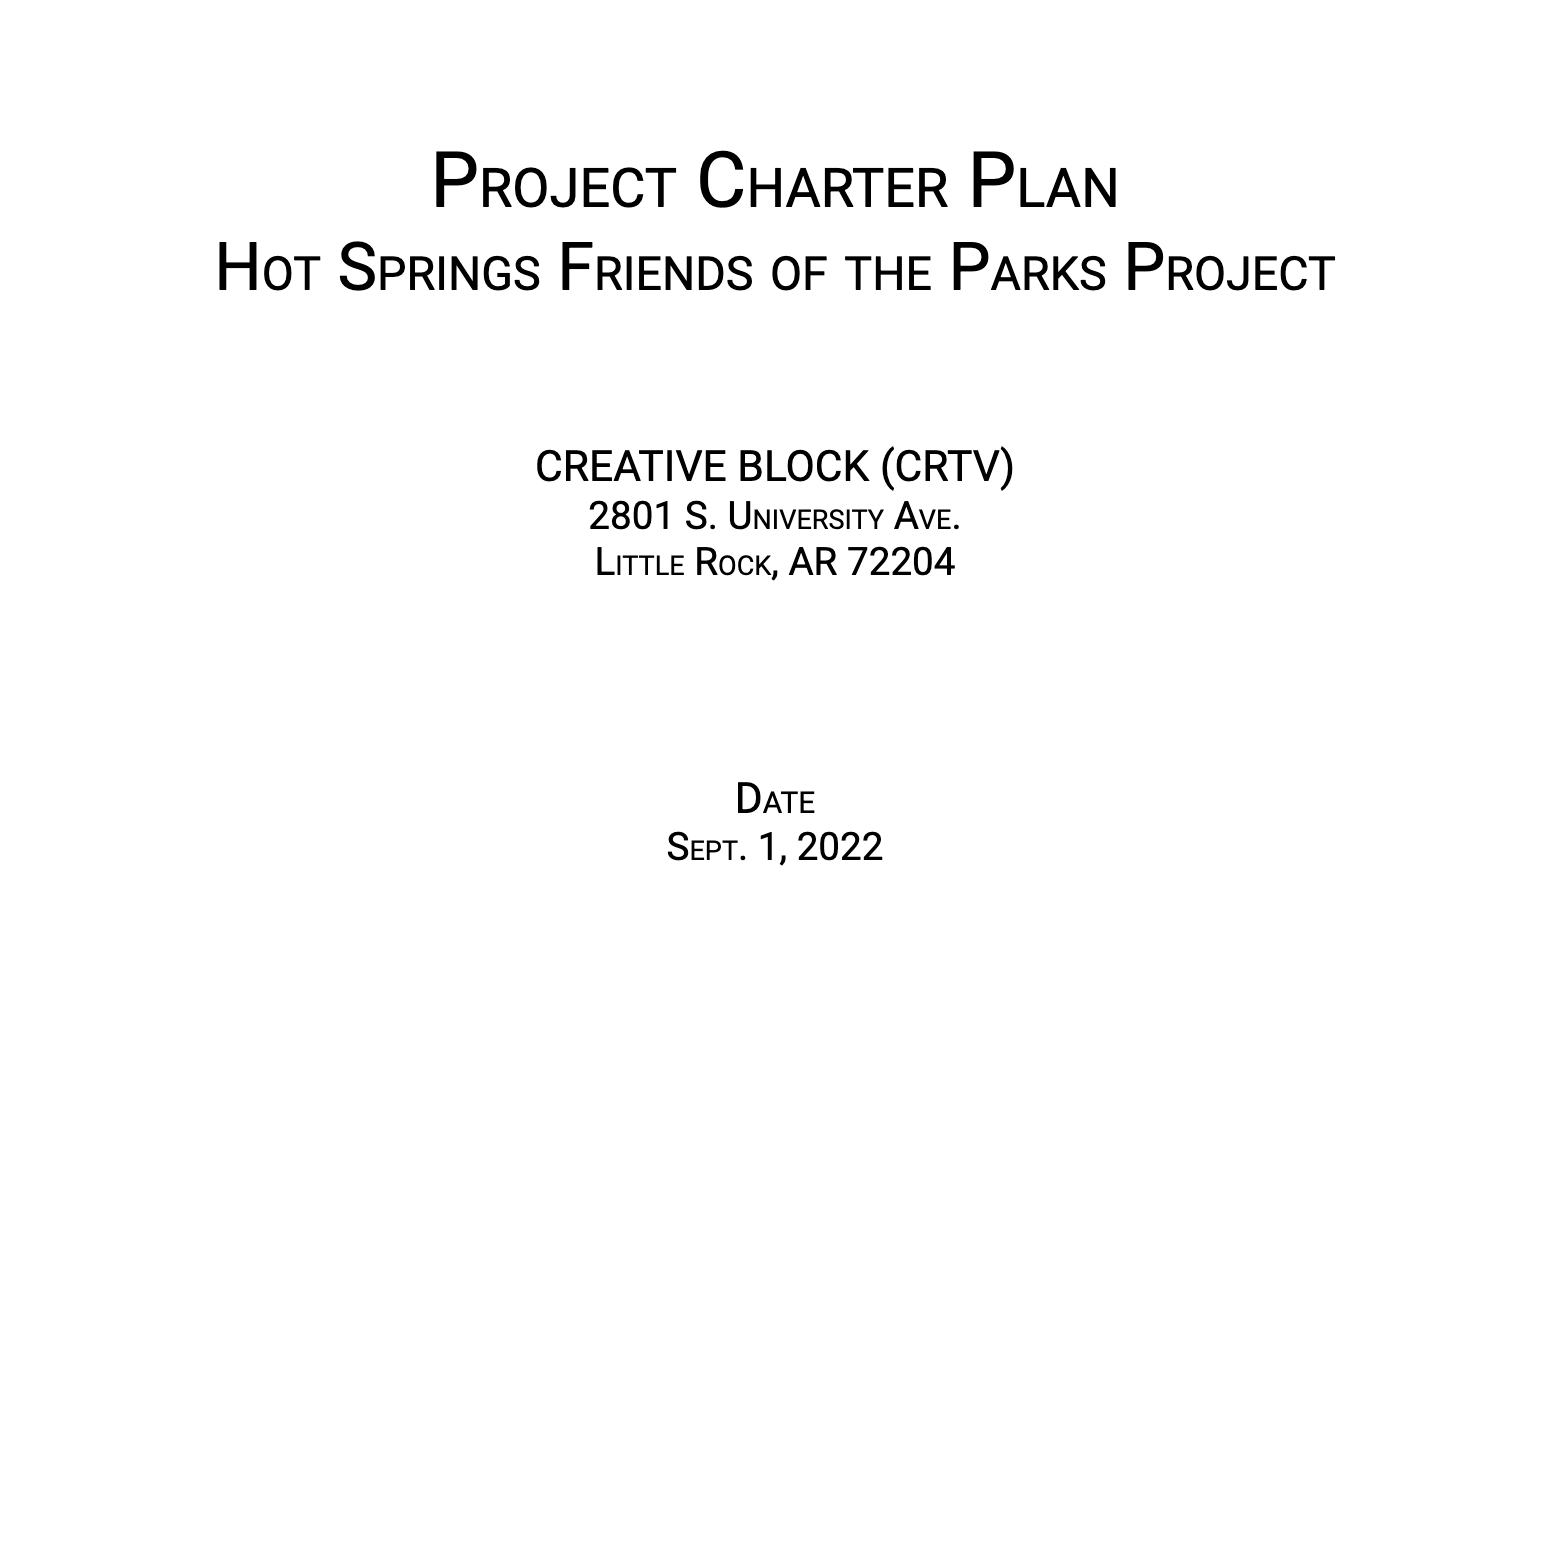 Project Charter Plan
Hot Springs Friends of the Parks Project
CREATIVE BLOCK (CRTV)
2801 S. University Ave.
Little Rock, AR 72204
Date
Sept. 1, 2022